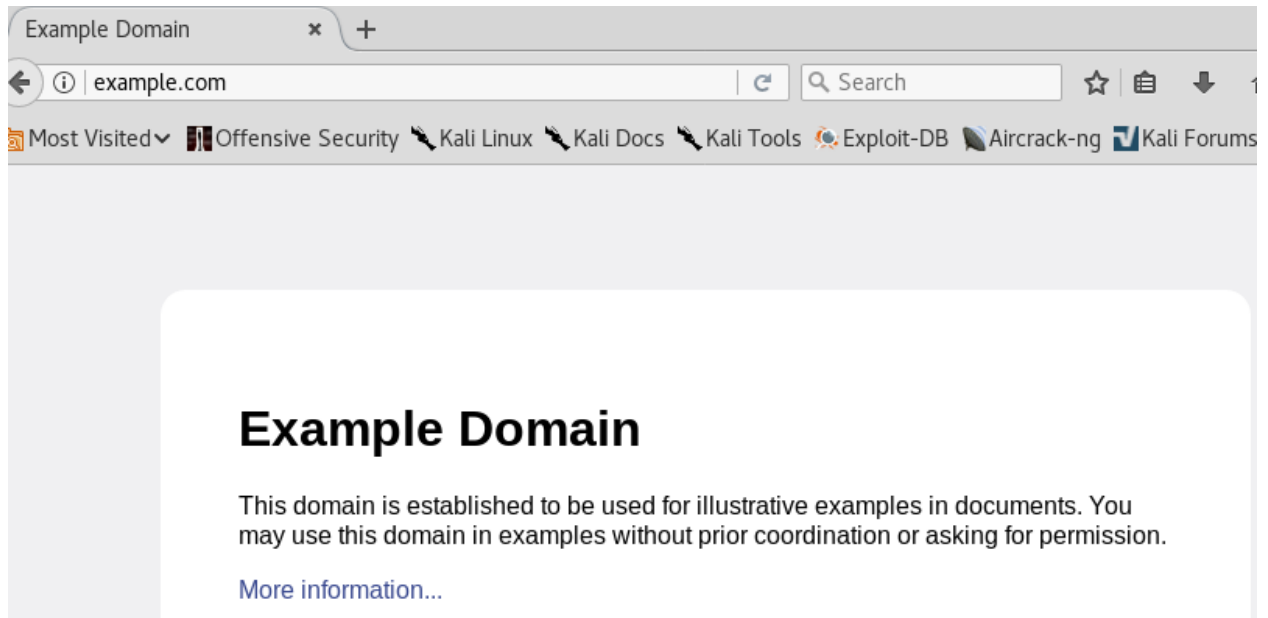 Example Domain
example.com
Search
Most Visited Offensive Security Kali Linux Kali Docs Kali Tools Exploit-DB Aircrack-ng Kali Forums
Example Domain
This domain is established to be used for illustrative examples in documents. You
may use this domain in examples without prior coordination or asking for permission.
More information...